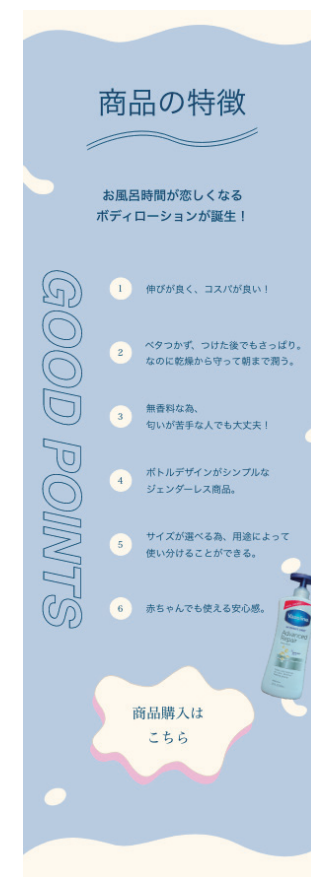 商品の特徴
お風呂時間が恋しくなる
ボディローションが誕生！
GOOD POINTS
1 伸びが良く、コスパが良い！
2 ベタつかず、つけた後でもさっぱり。
なのに乾燥から守って朝まで潤う。
3 無香料な為、
匂いが苦手な人でも大丈夫！
4 ボトルデザインがシンプルな
ジェンダーレス商品。
5 サイズが選べる為、用途によって
使い分けることができる。
6 赤ちゃんでも使える安心感。
Vaseline
Advanced
Repair
商品購入は
こちら